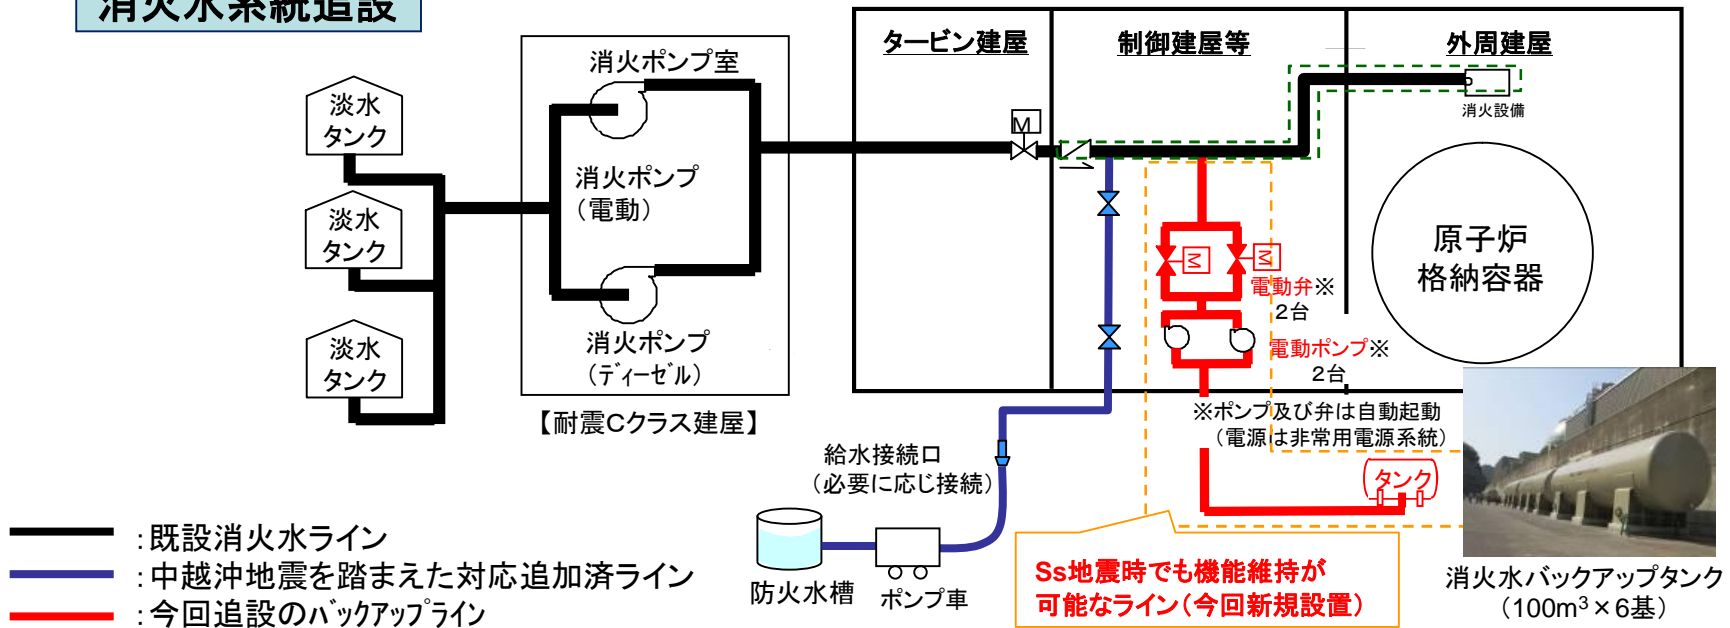 消火水系統追設
タービン建屋
制御建屋等
外周建屋
消火ポンプ室
淡水
タンク
淡水
タンク
淡水
タンク
消火ポンプ
（電動）
消火ポンプ
（ディーゼル）
【耐震Cクラス建屋】
M
消火設備
原子炉
格納容器
M
M
電動弁※
2台
電動ポンプ※
2台
※ポンプ及び弁は自動起動
（電源は非常用電源系統）
タンク
給水接続口
（必要に応じ接続）
防火水槽
ポンプ車
Ss地震時でも機能維持が
可能なライン（今回新規設置）
消火水バックアップタンク
（100m³×6基）
：既設消火水ライン
：中越沖地震を踏まえた対応追加済ライン
：今回追設のバックアップライン